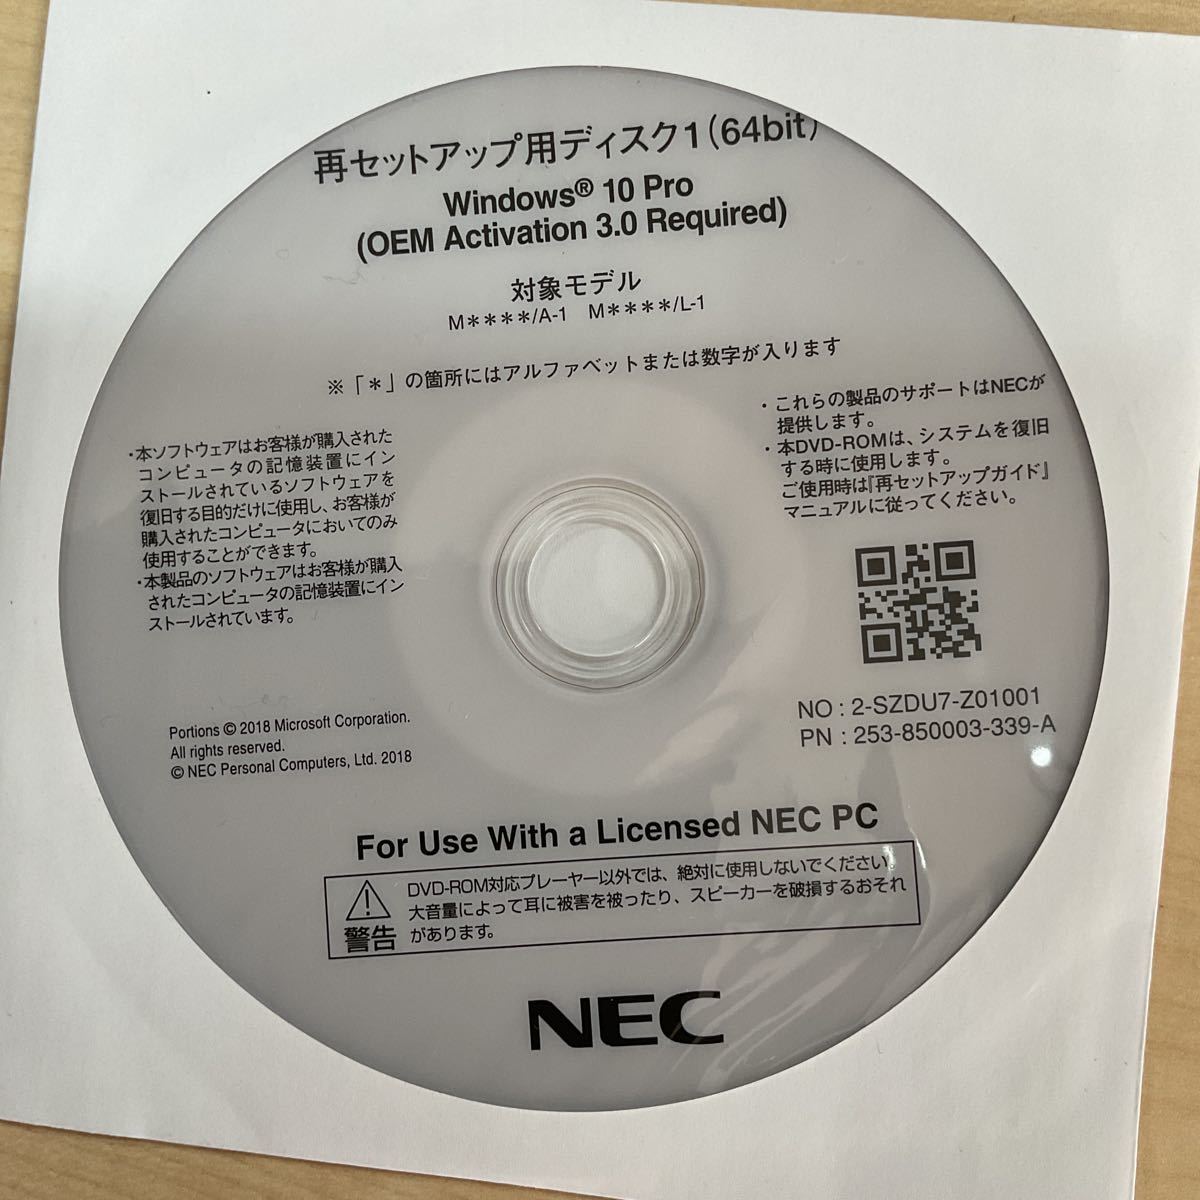 再セットアップ用ディスク1(64bit)
Windows® 10 Pro
(OEM Activation 3.0 Required)
対象モデル
M＊＊＊＊/A-1 M＊＊＊＊/L-1
※「＊」の箇所にはアルファベットまたは数字が入ります
・本ソフトウェアはお客様が購入された
コンピュータの記憶装置にイン
ストールされているソフトウェアを
復旧する目的だけに使用し、お客様が
購入されたコンピュータにおいてのみ
使用することができます。
・本製品のソフトウェアはお客様が購入
されたコンピュータの記憶装置にイン
ストールされています。
・これらの製品のサポートはNECが
提供します。
・本DVD-ROMは、システムを復旧
する時に使用します。
ご使用時は『再セットアップガイド』
マニュアルに従ってください。
NO : 2-SZDU7-Z01001
PN : 253-850003-339-A
Portions © 2018 Microsoft Corporation.
All rights reserved.
© NEC Personal Computers, Ltd. 2018
For Use With a Licensed NEC PC
警告
DVD-ROM対応プレーヤー以外では、絶対に使用しないでください。
大音量によって耳に被害を被ったり、スピーカーを破損するおそれ
があります。
NEC